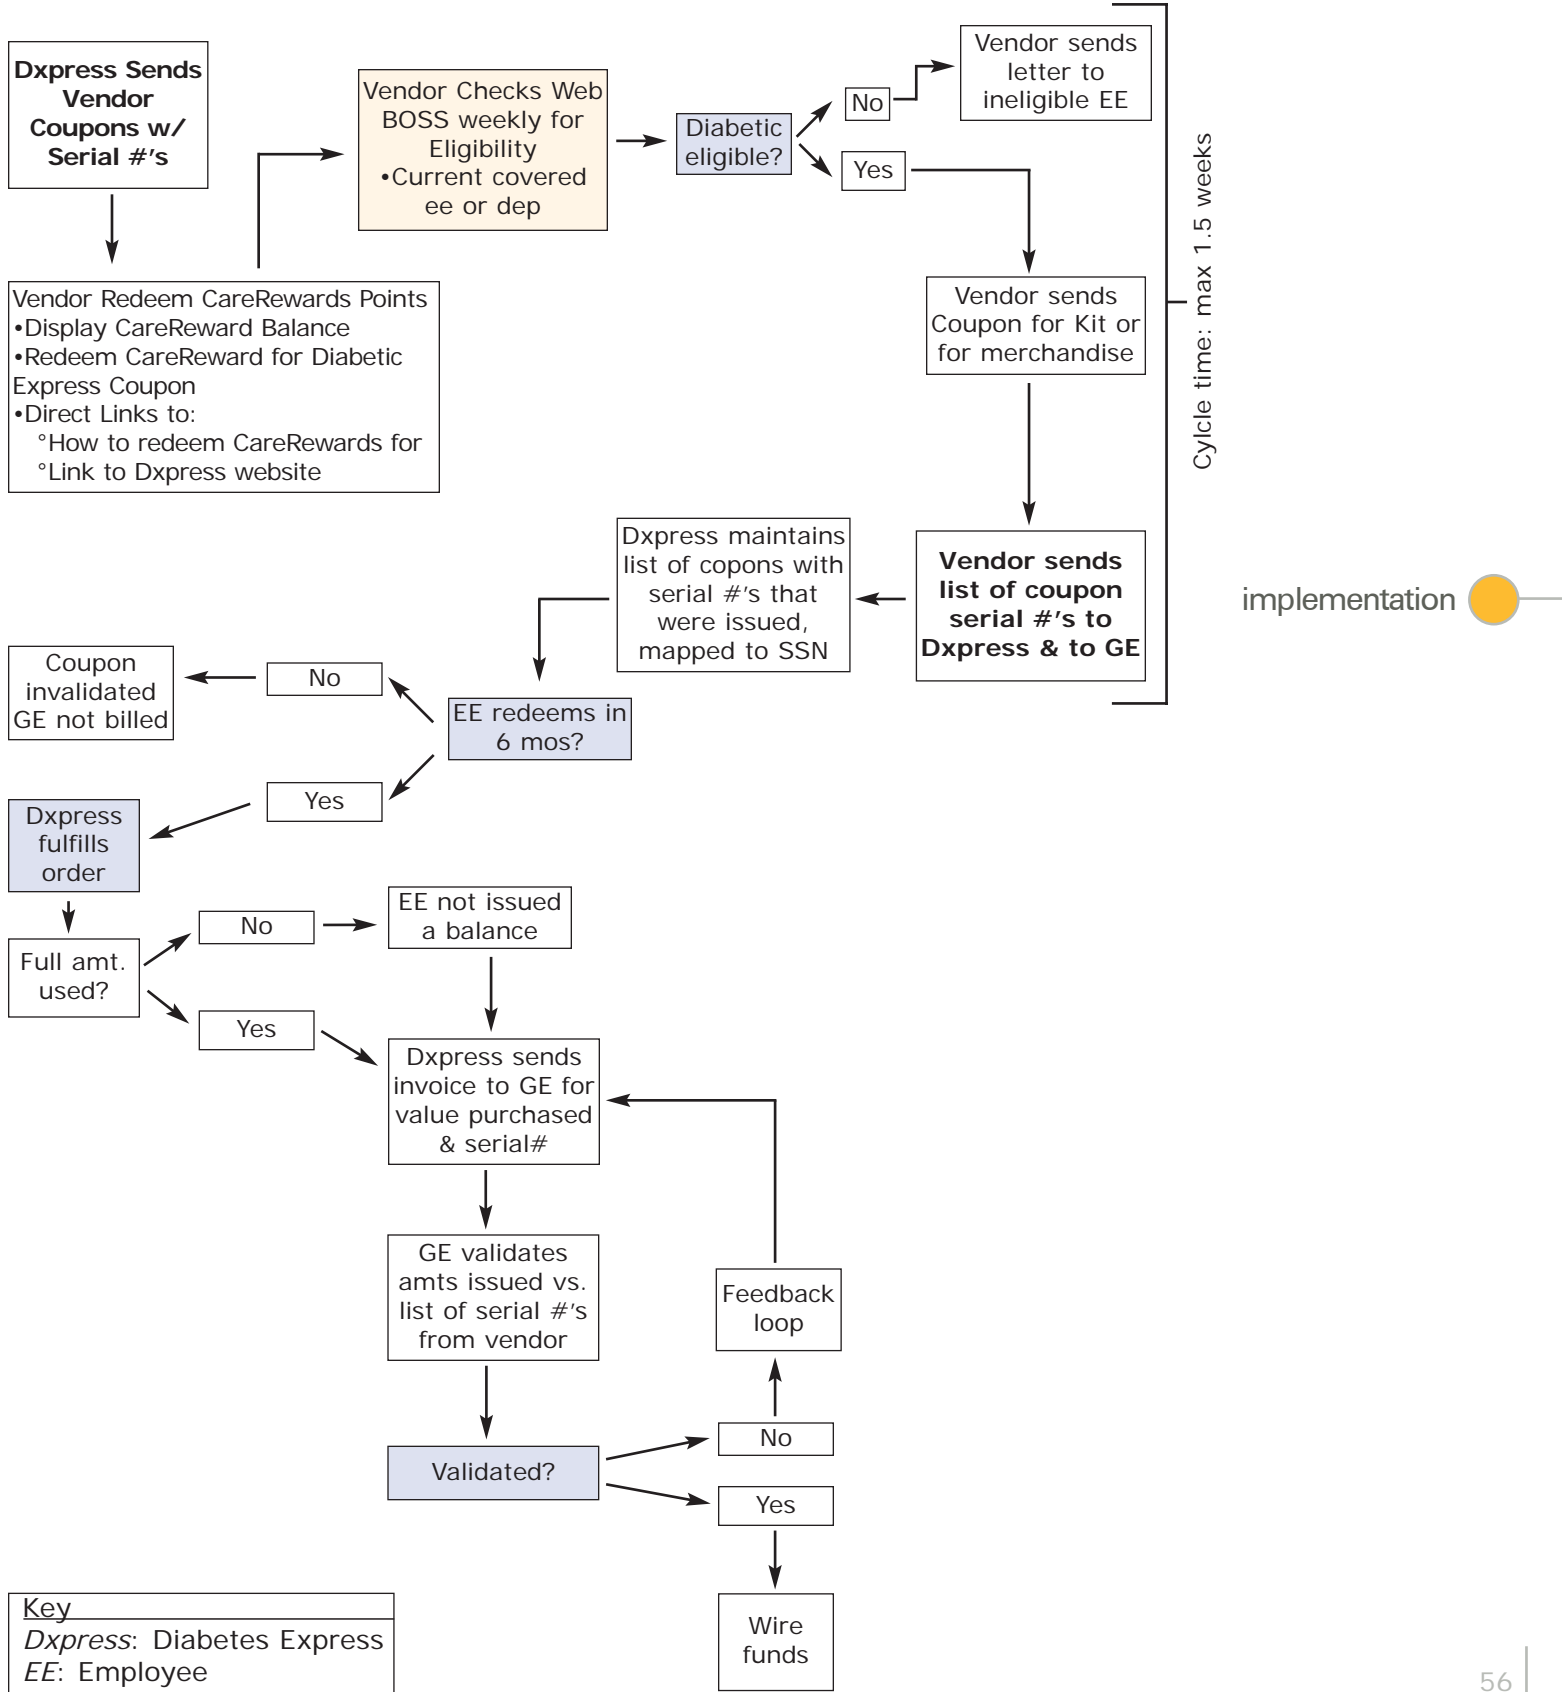 Dxpress Sends
Vendor
Coupons w/
Serial #'s
Vendor Redeem CareRewards Points
•Display CareReward Balance
•Redeem CareReward for Diabetic
Express Coupon
•Direct Links to:
°How to redeem CareRewards for
°Link to Dxpress website
Vendor Checks Web
BOSS weekly for
Eligibility
•Current covered
ee or dep
Diabetic
eligible?
No
Vendor sends
letter to
ineligible EE
Yes
Vendor sends
Coupon for Kit or
for merchandise
Cylcle time: max 1.5 weeks
Vendor sends
list of coupon
serial #'s to
Dxpress & to GE
Dxpress maintains
list of copons with
serial #'s that
were issued,
mapped to SSN
implementation
EE redeems in
6 mos?
No
Coupon
invalidated
GE not billed
Yes
Dxpress
fulfills
order
Full amt.
used?
No
EE not issued
a balance
Yes
Dxpress sends
invoice to GE for
value purchased
& serial#
GE validates
amts issued vs.
list of serial #'s
from vendor
Feedback
loop
Validated?
No
Yes
Wire
funds
Key
Dxpress: Diabetes Express
EE: Employee
56